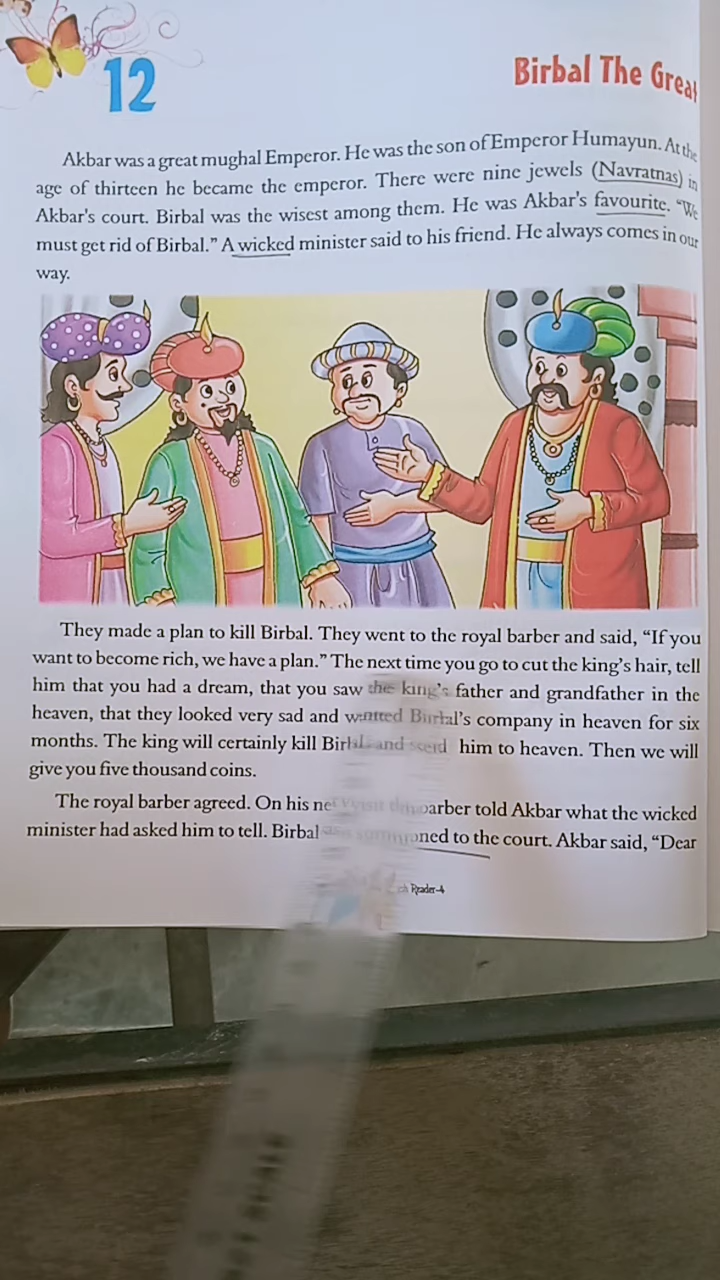 12
Birbal The Great
Akbar was a great mughal Emperor. He was the son of Emperor Humayun. At the
age of thirteen he became the emperor. There were nine jewels (Navratnas) in
Akbar's court. Birbal was the wisest among them. He was Akbar's favourite. “We
must get rid of Birbal.” A wicked minister said to his friend. He always comes in our
way.
They made a plan to kill Birbal. They went to the royal barber and said, “If you
want to become rich, we have a plan.” The next time you go to cut the king's hair, tell
him that you had a dream, that you saw the king's father and grandfather in the
heaven, that they looked very sad and wanted Birbal's company in heaven for six
months. The king will certainly kill Birbal and send him to heaven. Then we will
give you five thousand coins.
The royal barber agreed. On his barber told Akbar what the wicked
minister had asked him to tell. Birbal to the court. Akbar said, “Dear
Reader-4